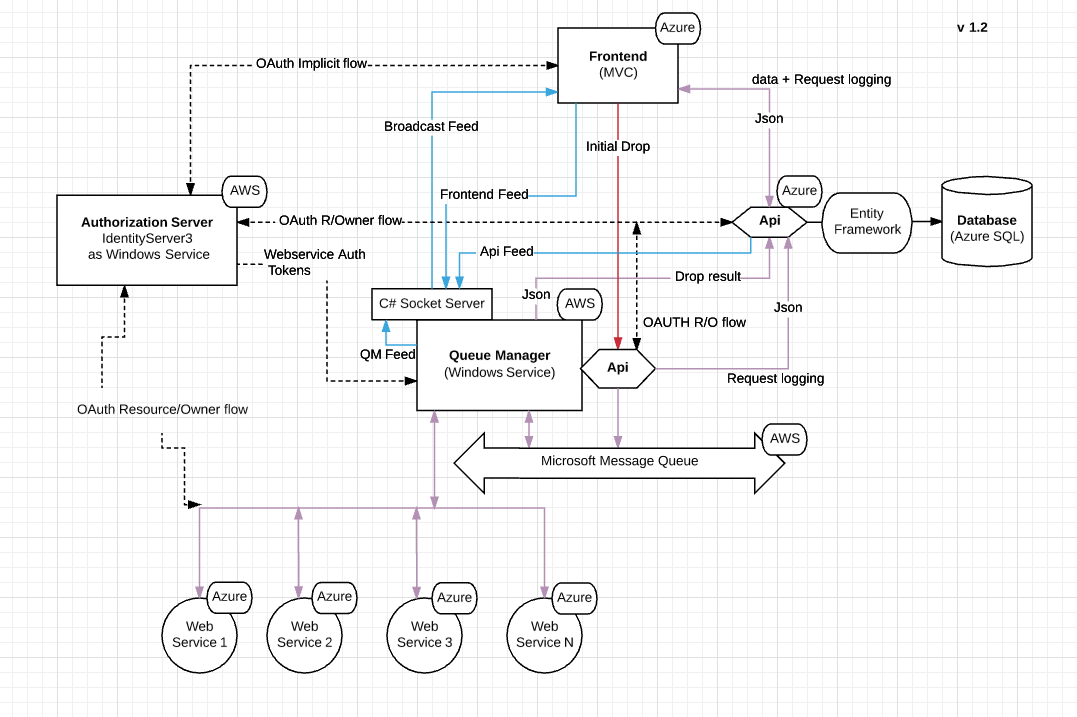 Azure
v 1.2
Frontend
(MVC)
OAuth Implicit flow
data + Request logging
Json
Broadcast Feed
Initial Drop
AWS
Frontend Feed
Azure
Authorization Server
IdentityServer3
as Windows Service
OAuth R/Owner flow
Api
Entity
Framework
Database
(Azure SQL)
Webservice Auth
Tokens
Api Feed
Drop result
Json
C# Socket Server
AWS
Json
OAUTH R/O flow
QM Feed
Queue Manager
(Windows Service)
Api
Request logging
OAuth Resource/Owner flow
AWS
Microsoft Message Queue
Azure
Web
Service 1
Azure
Web
Service 2
Azure
Web
Service 3
Azure
Web
Service N